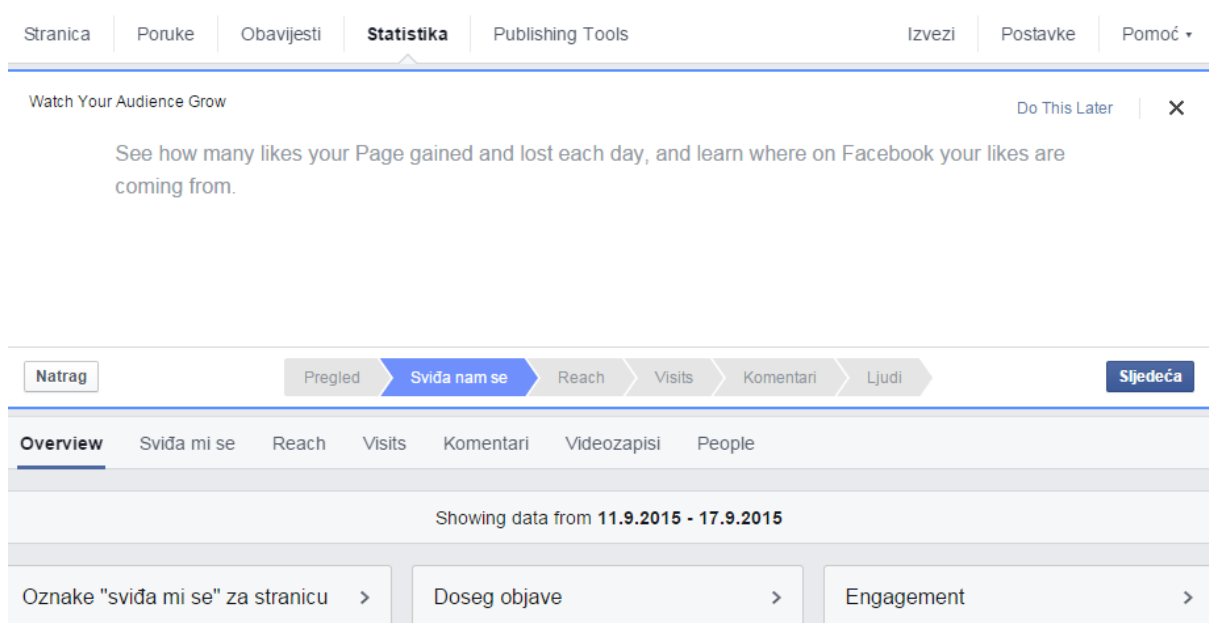 Stranica Poruke Obavijesti Statistika Publishing Tools Izvezi Postavke Pomoć
Watch Your Audience Grow Do This Later
See how many likes your Page gained and lost each day, and learn where on Facebook your likes are
coming from.
Natrag Pregled Sviđa nam se Reach Visits Komentari Ljudi Sljedeća
Overview Sviđa mi se Reach Visits Komentari Videozapisi People
Showing data from 11.9.2015 - 17.9.2015
Oznake "sviđa mi se" za stranicu Doseg objave Engagement